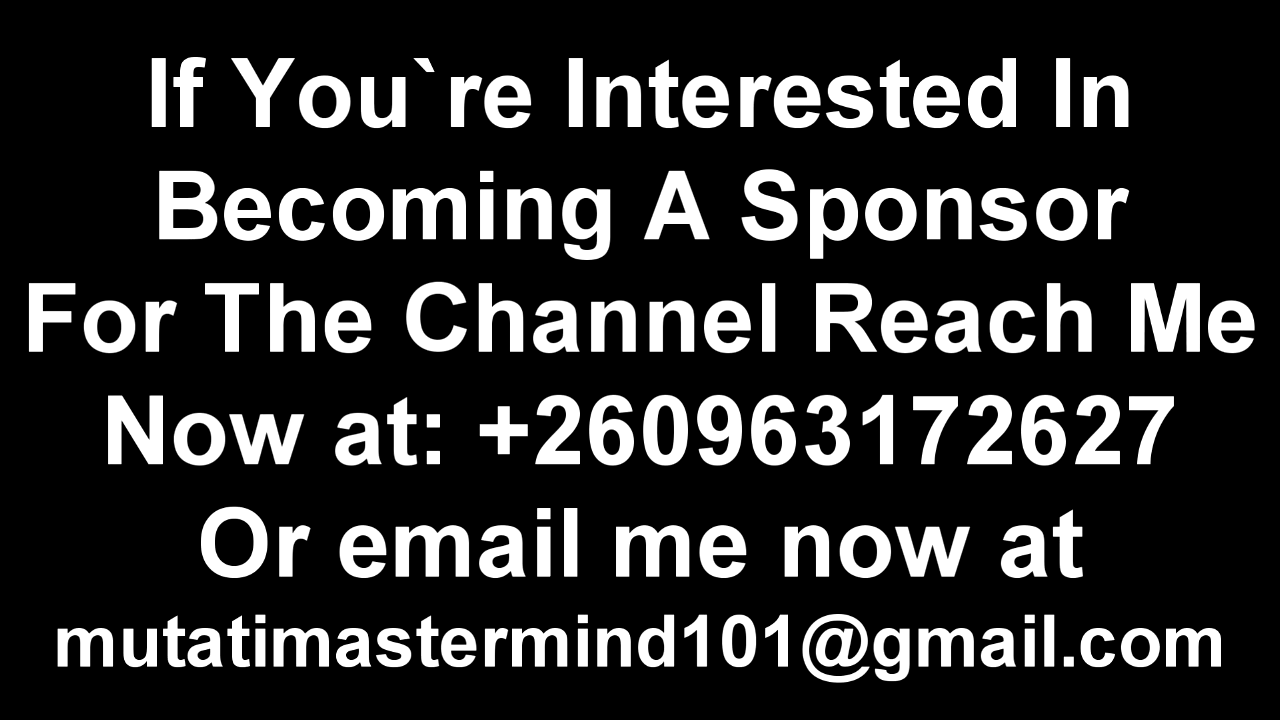 If You`re Interested In
Becoming A Sponsor
For The Channel Reach Me
Now at: +260963172627
Or email me now at
mutatimastermind101@gmail.com